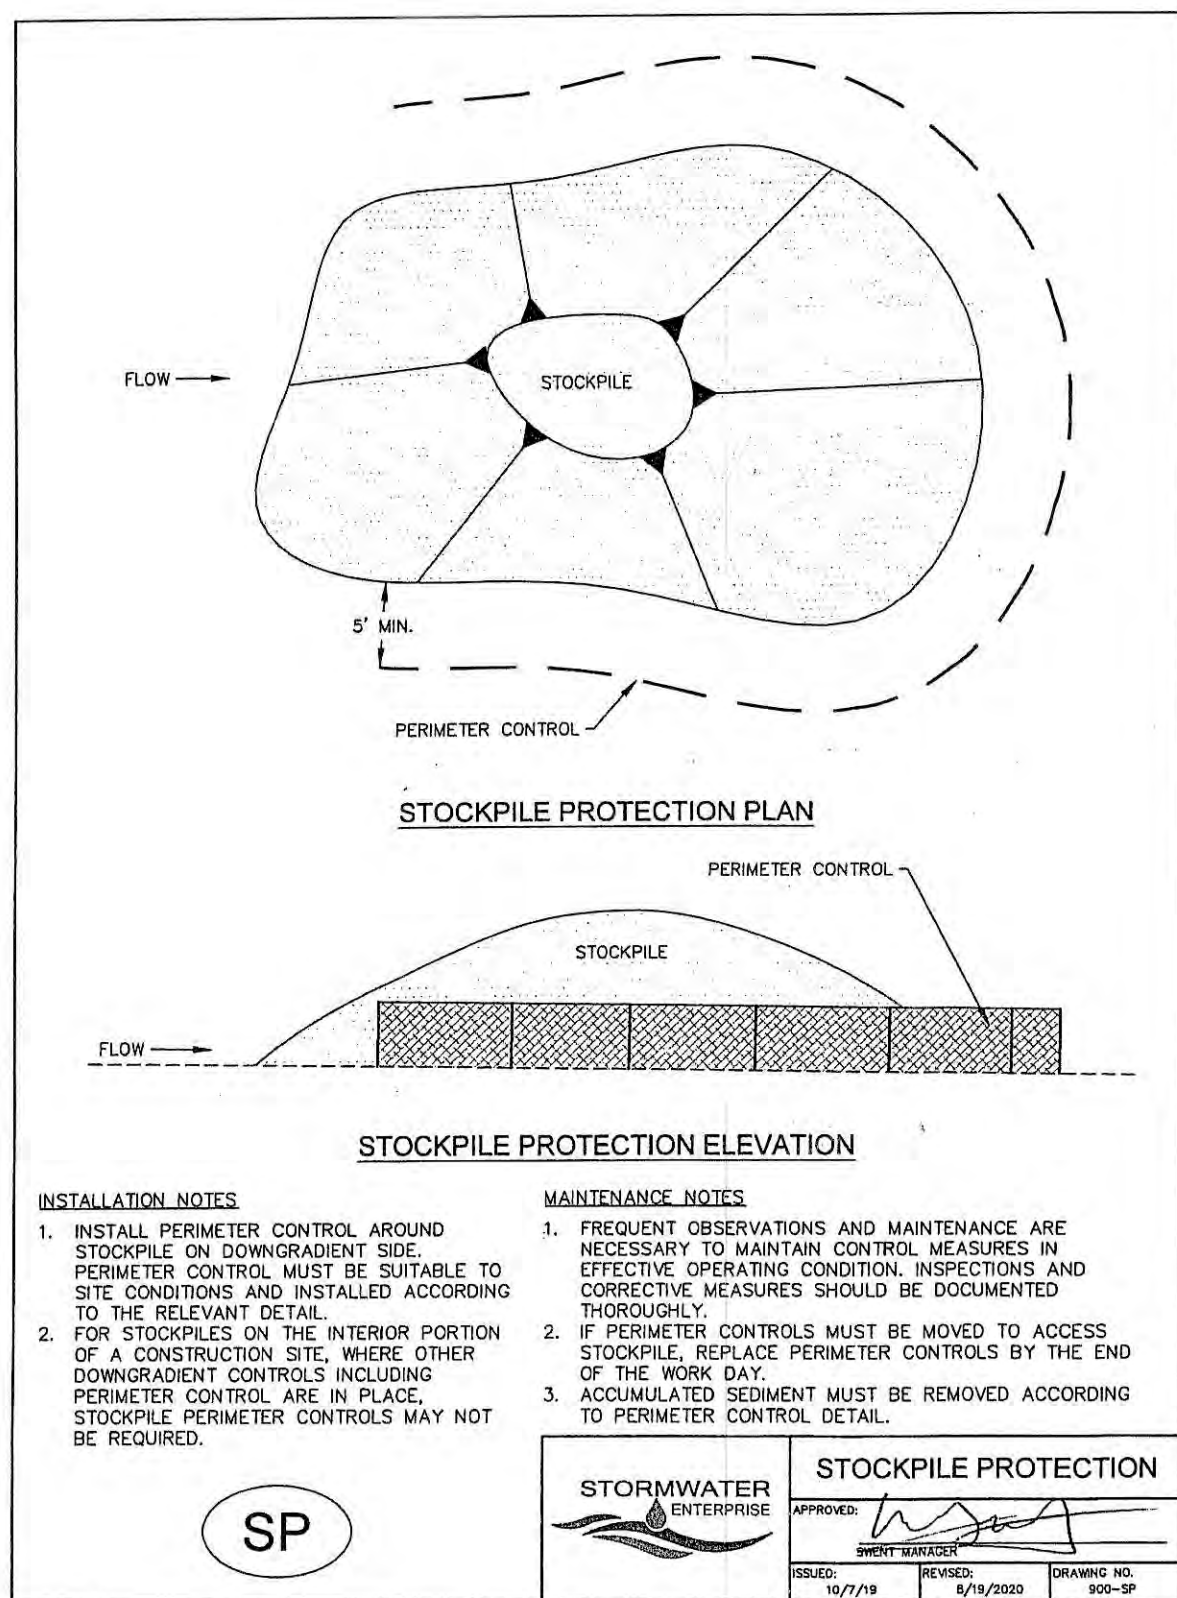 FLOW
STOCKPILE
5' MIN.
PERIMETER CONTROL
STOCKPILE PROTECTION PLAN
PERIMETER CONTROL
STOCKPILE
FLOW
STOCKPILE PROTECTION ELEVATION
INSTALLATION NOTES
1. INSTALL PERIMETER CONTROL AROUND
STOCKPILE ON DOWNGRADIENT SIDE.
PERIMETER CONTROL MUST BE SUITABLE TO
SITE CONDITIONS AND INSTALLED ACCORDING
TO THE RELEVANT DETAIL.
2. FOR STOCKPILES ON THE INTERIOR PORTION
OF A CONSTRUCTION SITE, WHERE OTHER
DOWNGRADIENT CONTROLS INCLUDING
PERIMETER CONTROL ARE IN PLACE,
STOCKPILE PERIMETER CONTROLS MAY NOT
BE REQUIRED.
MAINTENANCE NOTES
1. FREQUENT OBSERVATIONS AND MAINTENANCE ARE
NECESSARY TO MAINTAIN CONTROL MEASURES IN
EFFECTIVE OPERATING CONDITION. INSPECTIONS AND
CORRECTIVE MEASURES SHOULD BE DOCUMENTED
THOROUGHLY.
2. IF PERIMETER CONTROLS MUST BE MOVED TO ACCESS
STOCKPILE, REPLACE PERIMETER CONTROLS BY THE END
OF THE WORK DAY.
3. ACCUMULATED SEDIMENT MUST BE REMOVED ACCORDING
TO PERIMETER CONTROL DETAIL.
SP
STORMWATER
ENTERPRISE
STOCKPILE PROTECTION
APPROVED:
SWENT MANAGER
ISSUED:
10/7/19
REVISED:
8/19/2020
DRAWING NO.
900-SP